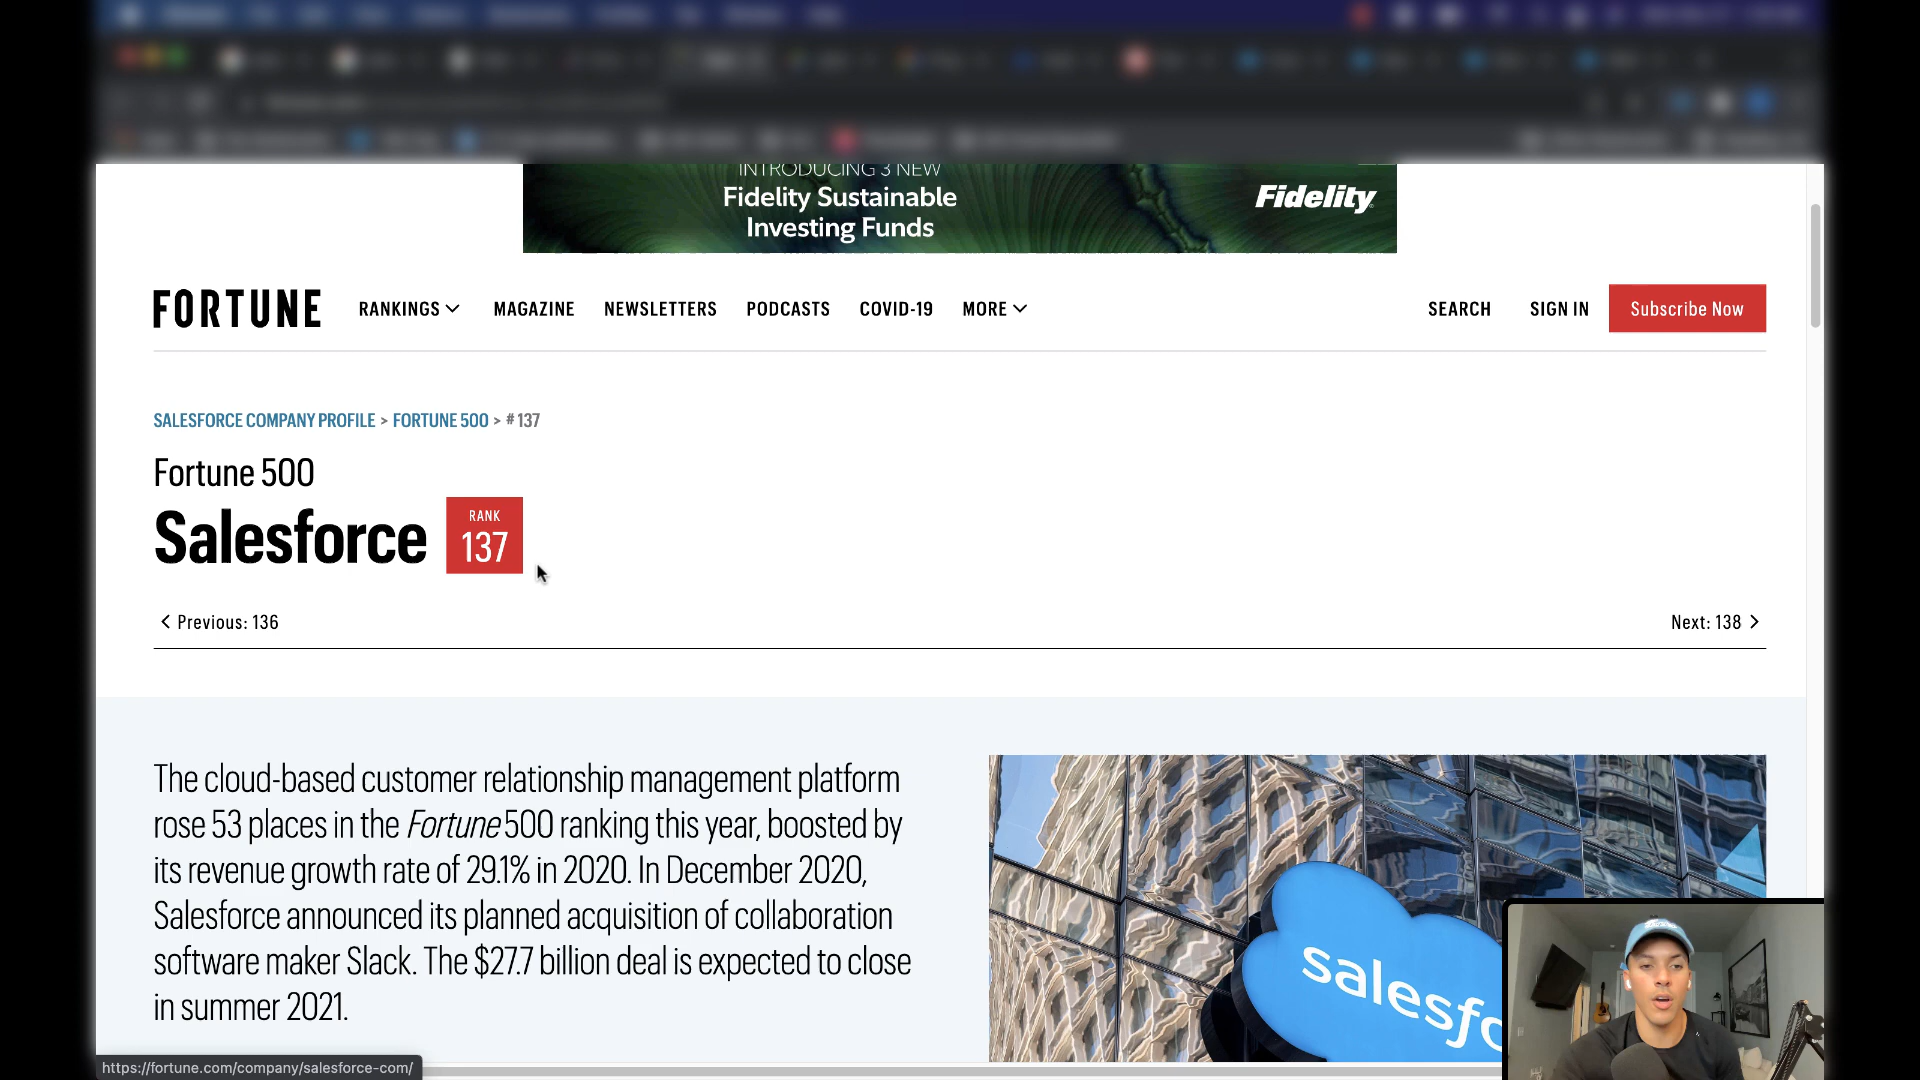 INTRODUCING 3 NEW
Fidelity Sustainable
Investing Funds
Fidelity
FORTUNE
RANKINGS
MAGAZINE
NEWSLETTERS
PODCASTS
COVID-19
MORE
SEARCH
SIGN IN
Subscribe Now
SALESFORCE COMPANY PROFILE > FORTUNE 500 > # 137
Fortune 500
Salesforce
RANK
137
Previous: 136
Next: 138
The cloud-based customer relationship management platform
rose 53 places in the Fortune 500 ranking this year, boosted by
its revenue growth rate of 29.1% in 2020. In December 2020,
Salesforce announced its planned acquisition of collaboration
software maker Slack. The $27.7 billion deal is expected to close
in summer 2021.
salesfo
https://fortune.com/company/salesforce-com/